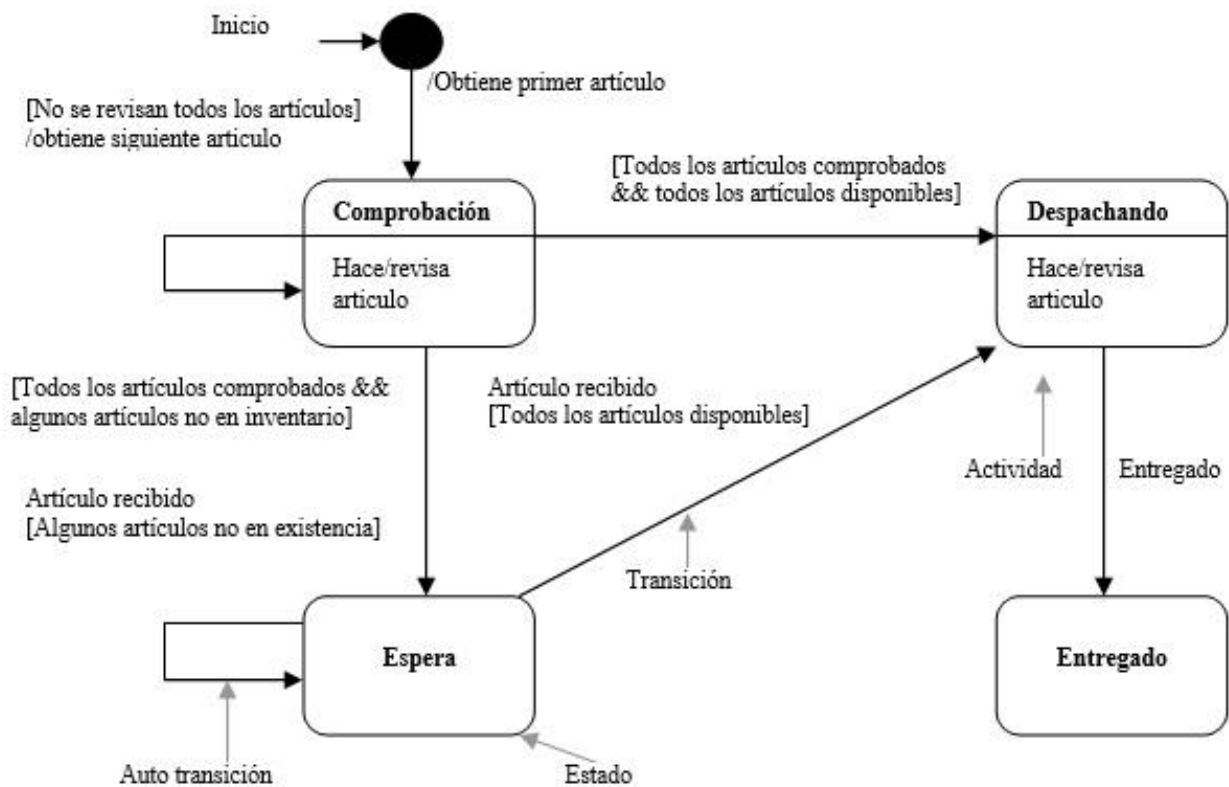 Inicio
/Obtiene primer artículo
[No se revisan todos los artículos]
/obtiene siguiente articulo
[Todos los artículos comprobados
&& todos los artículos disponibles]
Comprobación
Hace/revisa
articulo
Despachando
Hace/revisa
articulo
[Todos los artículos comprobados &&
algunos artículos no en inventario]
Artículo recibido
[Todos los artículos disponibles]
Actividad
Entregado
Artículo recibido
[Algunos artículos no en existencia]
Transición
Espera
Entregado
Auto transición
Estado